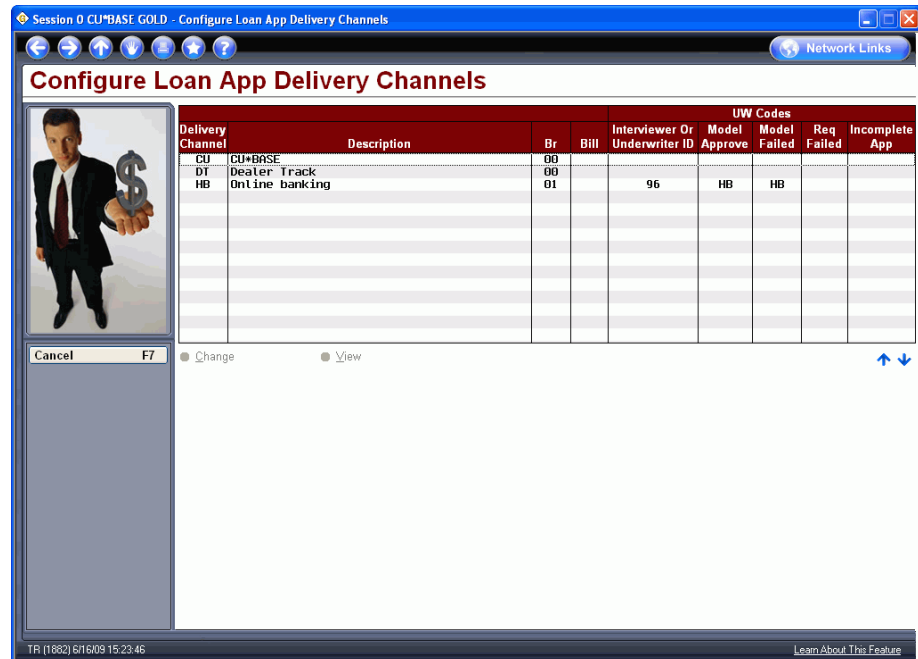 Session 0 CU*BASE GOLD - Configure Loan App Delivery Channels
Network Links
Configure Loan App Delivery Channels
UW Codes
Delivery Channel Description Br Bill Interviewer Or Underwriter ID Model Approve Model Failed Req Failed Incomplete App
CU CU*BASE 00
DT Dealer Track 00
HB Online banking 01 96 HB HB
Cancel F7
Change View
TR (1882) 6/16/09 15:23:46
Learn About This Feature